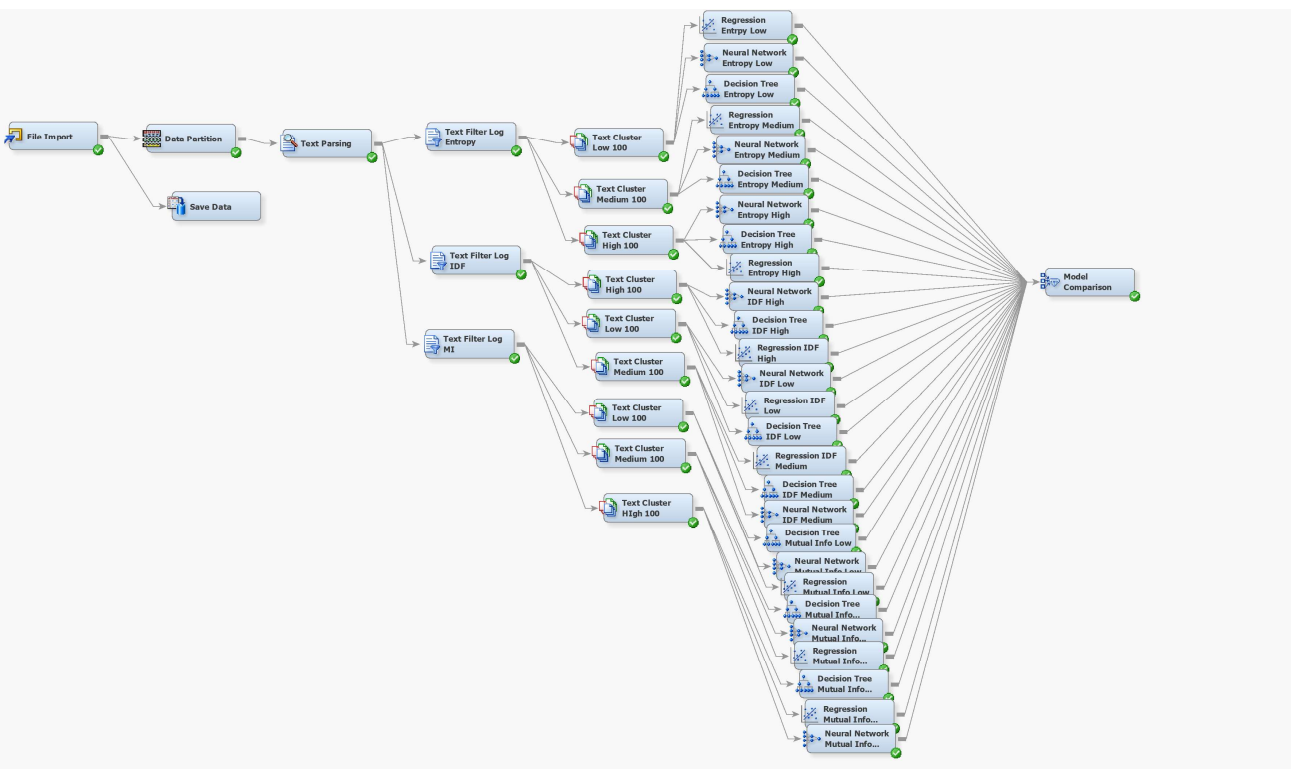 File Import
Data Partition
Save Data
Text Parsing
Text Filter Log
Entropy
Text Filter Log
IDF
Text Filter Log
MI
Text Cluster
Low 100
Text Cluster
Medium 100
Text Cluster
High 100
Text Cluster
High 100
Text Cluster
Low 100
Text Cluster
Medium 100
Text Cluster
Low 100
Text Cluster
Medium 100
Text Cluster
HIgh 100
Regression
Entrpy Low
Neural Network
Entropy Low
Decision Tree
Entropy Low
Regression
Entropy Medium
Neural Network
Entropy Medium
Decision Tree
Entropy Medium
Neural Network
Entropy High
Decision Tree
Entropy High
Regression
Entropy High
Neural Network
IDF High
Decision Tree
IDF High
Regression IDF
High
Neural Network
IDF Low
Regression IDF
Low
Decision Tree
IDF Low
Regression IDF
Medium
Decision Tree
IDF Medium
Neural Network
IDF Medium
Decision Tree
Mutual Info Low
Neural Network
Mutual Info Low
Regression
Mutual Info Low
Decision Tree
Mutual Info...
Neural Network
Mutual Info...
Regression
Mutual Info...
Decision Tree
Mutual Info...
Regression
Mutual Info...
Neural Network
Mutual Info...
Model
Comparison